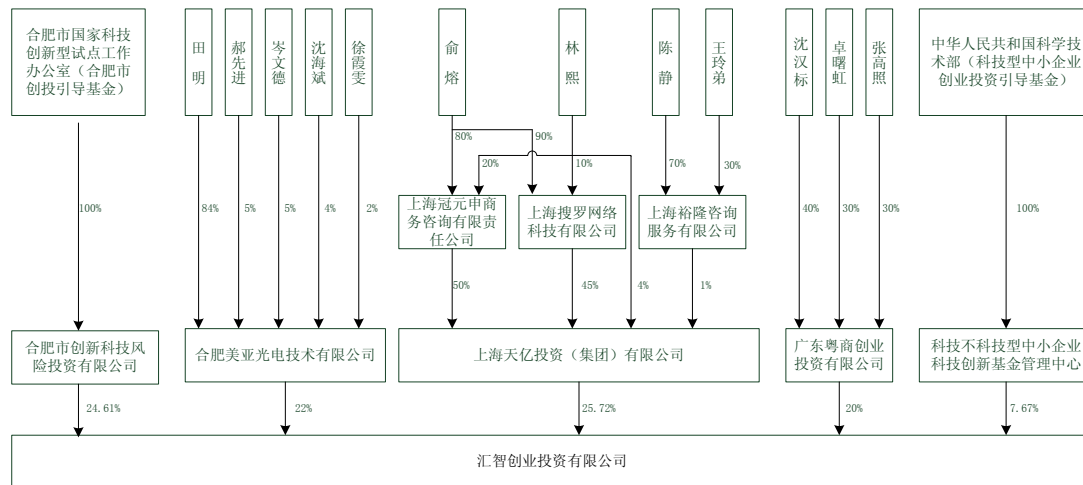 合肥市国家科技
创新型试点工作
办公室（合肥市
创投引导基金）
田明
郝先进
岑文德
沈海斌
徐霞雯
俞熔
林熙
陈静
王玲弟
沈汉标
卓曙虹
张高照
中华人民共和国科学技
术部（科技型中小企业
创业投资引导基金）
80%
90%
20%
10%
70%
30%
100%
84%
5%
5%
4%
2%
上海冠元申商
务咨询有限责
任公司
上海搜罗网络
科技有限公司
上海裕隆咨询
服务有限公司
40%
30%
30%
100%
50%
45%
4%
1%
合肥市创新科技风
险投资有限公司
合肥美亚光电技术有限公司
上海天亿投资（集团）有限公司
广东粤商创业
投资有限公司
科技不科技型中小企业
科技创新基金管理中心
24.61%
22%
25.72%
20%
7.67%
汇智创业投资有限公司